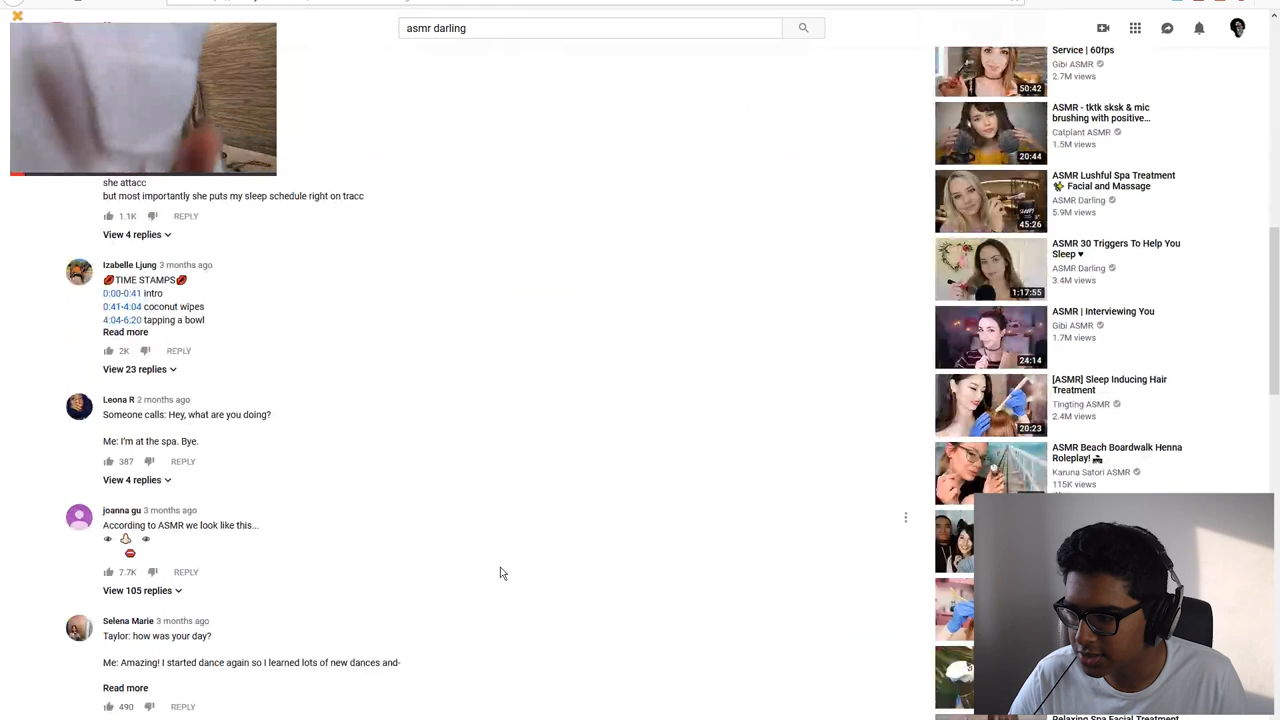 asmr darling
she attacc
but most importantly she puts my sleep schedule right on tracc
1.1K REPLY
View 4 replies
Izabelle Ljung 3 months ago
💋TIME STAMPS💋
0:00-0:41 intro
0:41-4:04 coconut wipes
4:04-6:20 tapping a bowl
Read more
2K REPLY
View 23 replies
Leona R 2 months ago
Someone calls: Hey, what are you doing?
Me: I'm at the spa. Bye.
387 REPLY
View 4 replies
joanna gu 3 months ago
According to ASMR we look like this...
👁 👃🏻 👁
👄
7.7K REPLY
View 105 replies
Selena Marie 3 months ago
Taylor: how was your day?
Me: Amazing! I started dance again so I learned lots of new dances and-
Read more
490 REPLY
Service | 60fps
Gibi ASMR
2.7M views
50:42
ASMR - tktk sksk & mic
brushing with positive...
Catplant ASMR
1.5M views
20:44
ASMR Lushful Spa Treatment
✨ Facial and Massage
ASMR Darling
5.9M views
45:26
ASMR 30 Triggers To Help You
Sleep ♥
ASMR Darling
3.4M views
1:17:55
ASMR | Interviewing You
Gibi ASMR
1.7M views
24:14
[ASMR] Sleep Inducing Hair
Treatment
Tingting ASMR
2.4M views
20:23
ASMR Beach Boardwalk Henna
Roleplay!
Karuna Satori ASMR
115K views
Relaxing Spa Facial Treatment